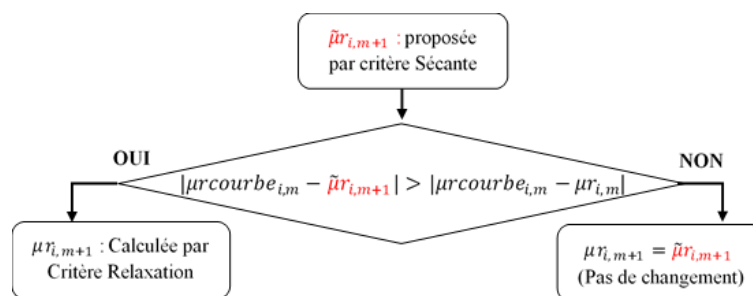 μ̃r_{i,m+1} : proposée
par critère Sécante
OUI
NON
|μrcourbe_{i,m} − μ̃r_{i,m+1}| > |μrcourbe_{i,m} − μr_{i,m}|
μr_{i,m+1} : Calculée par
Critère Relaxation
μr_{i,m+1} = μ̃r_{i,m+1}
(Pas de changement)